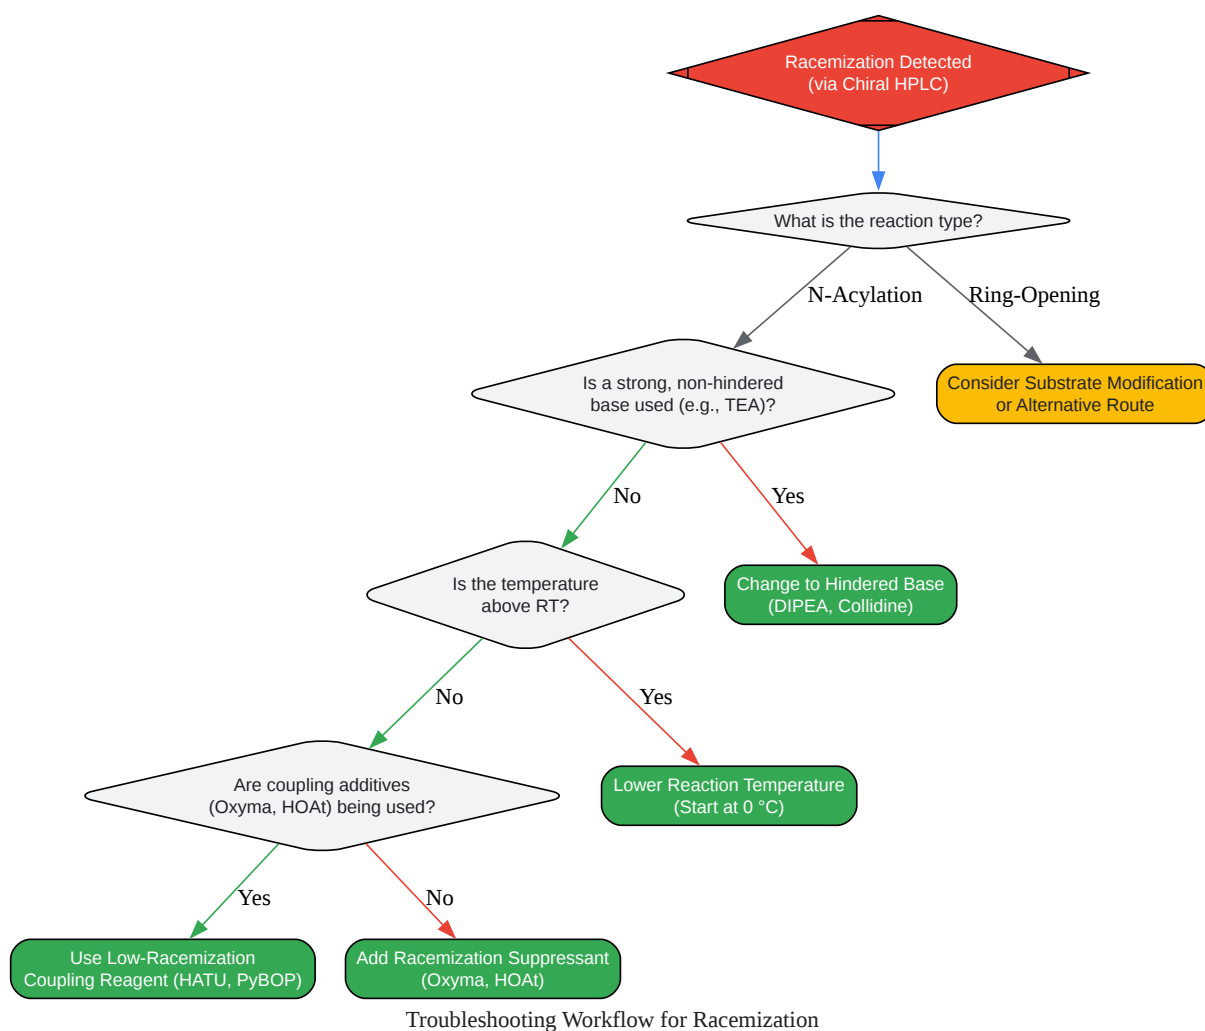 Racemization Detected
(via Chiral HPLC)
What is the reaction type?
N-Acylation
Ring-Opening
Is a strong, non-hindered
base used (e.g., TEA)?
Consider Substrate Modification
or Alternative Route
No
Yes
Is the temperature
above RT?
Change to Hindered Base
(DIPEA, Collidine)
No
Yes
Are coupling additives
(Oxyma, HOAt) being used?
Lower Reaction Temperature
(Start at 0 °C)
Yes
No
Use Low-Racemization
Coupling Reagent (HATU, PyBOP)
Add Racemization Suppressant
(Oxyma, HOAt)
Troubleshooting Workflow for Racemization